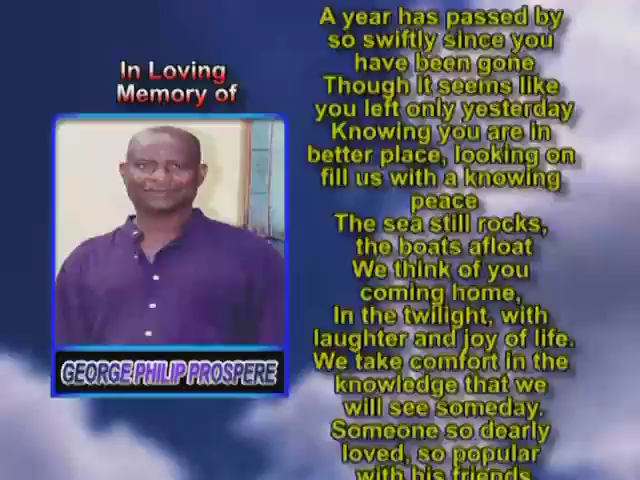 In Loving
Memory of
GEORGE PHILIP PROSPERE
A year has passed by
so swiftly since you
have been gone
Though it seems like
you left only yesterday
Knowing you are in
better place, looking on
fill us with a knowing
peace
The sea still rocks,
the boats afloat
We think of you
coming home,
In the twilight, with
laughter and joy of life.
We take comfort in the
knowledge that we
will see someday.
Someone so dearly
loved, so popular
with his friends